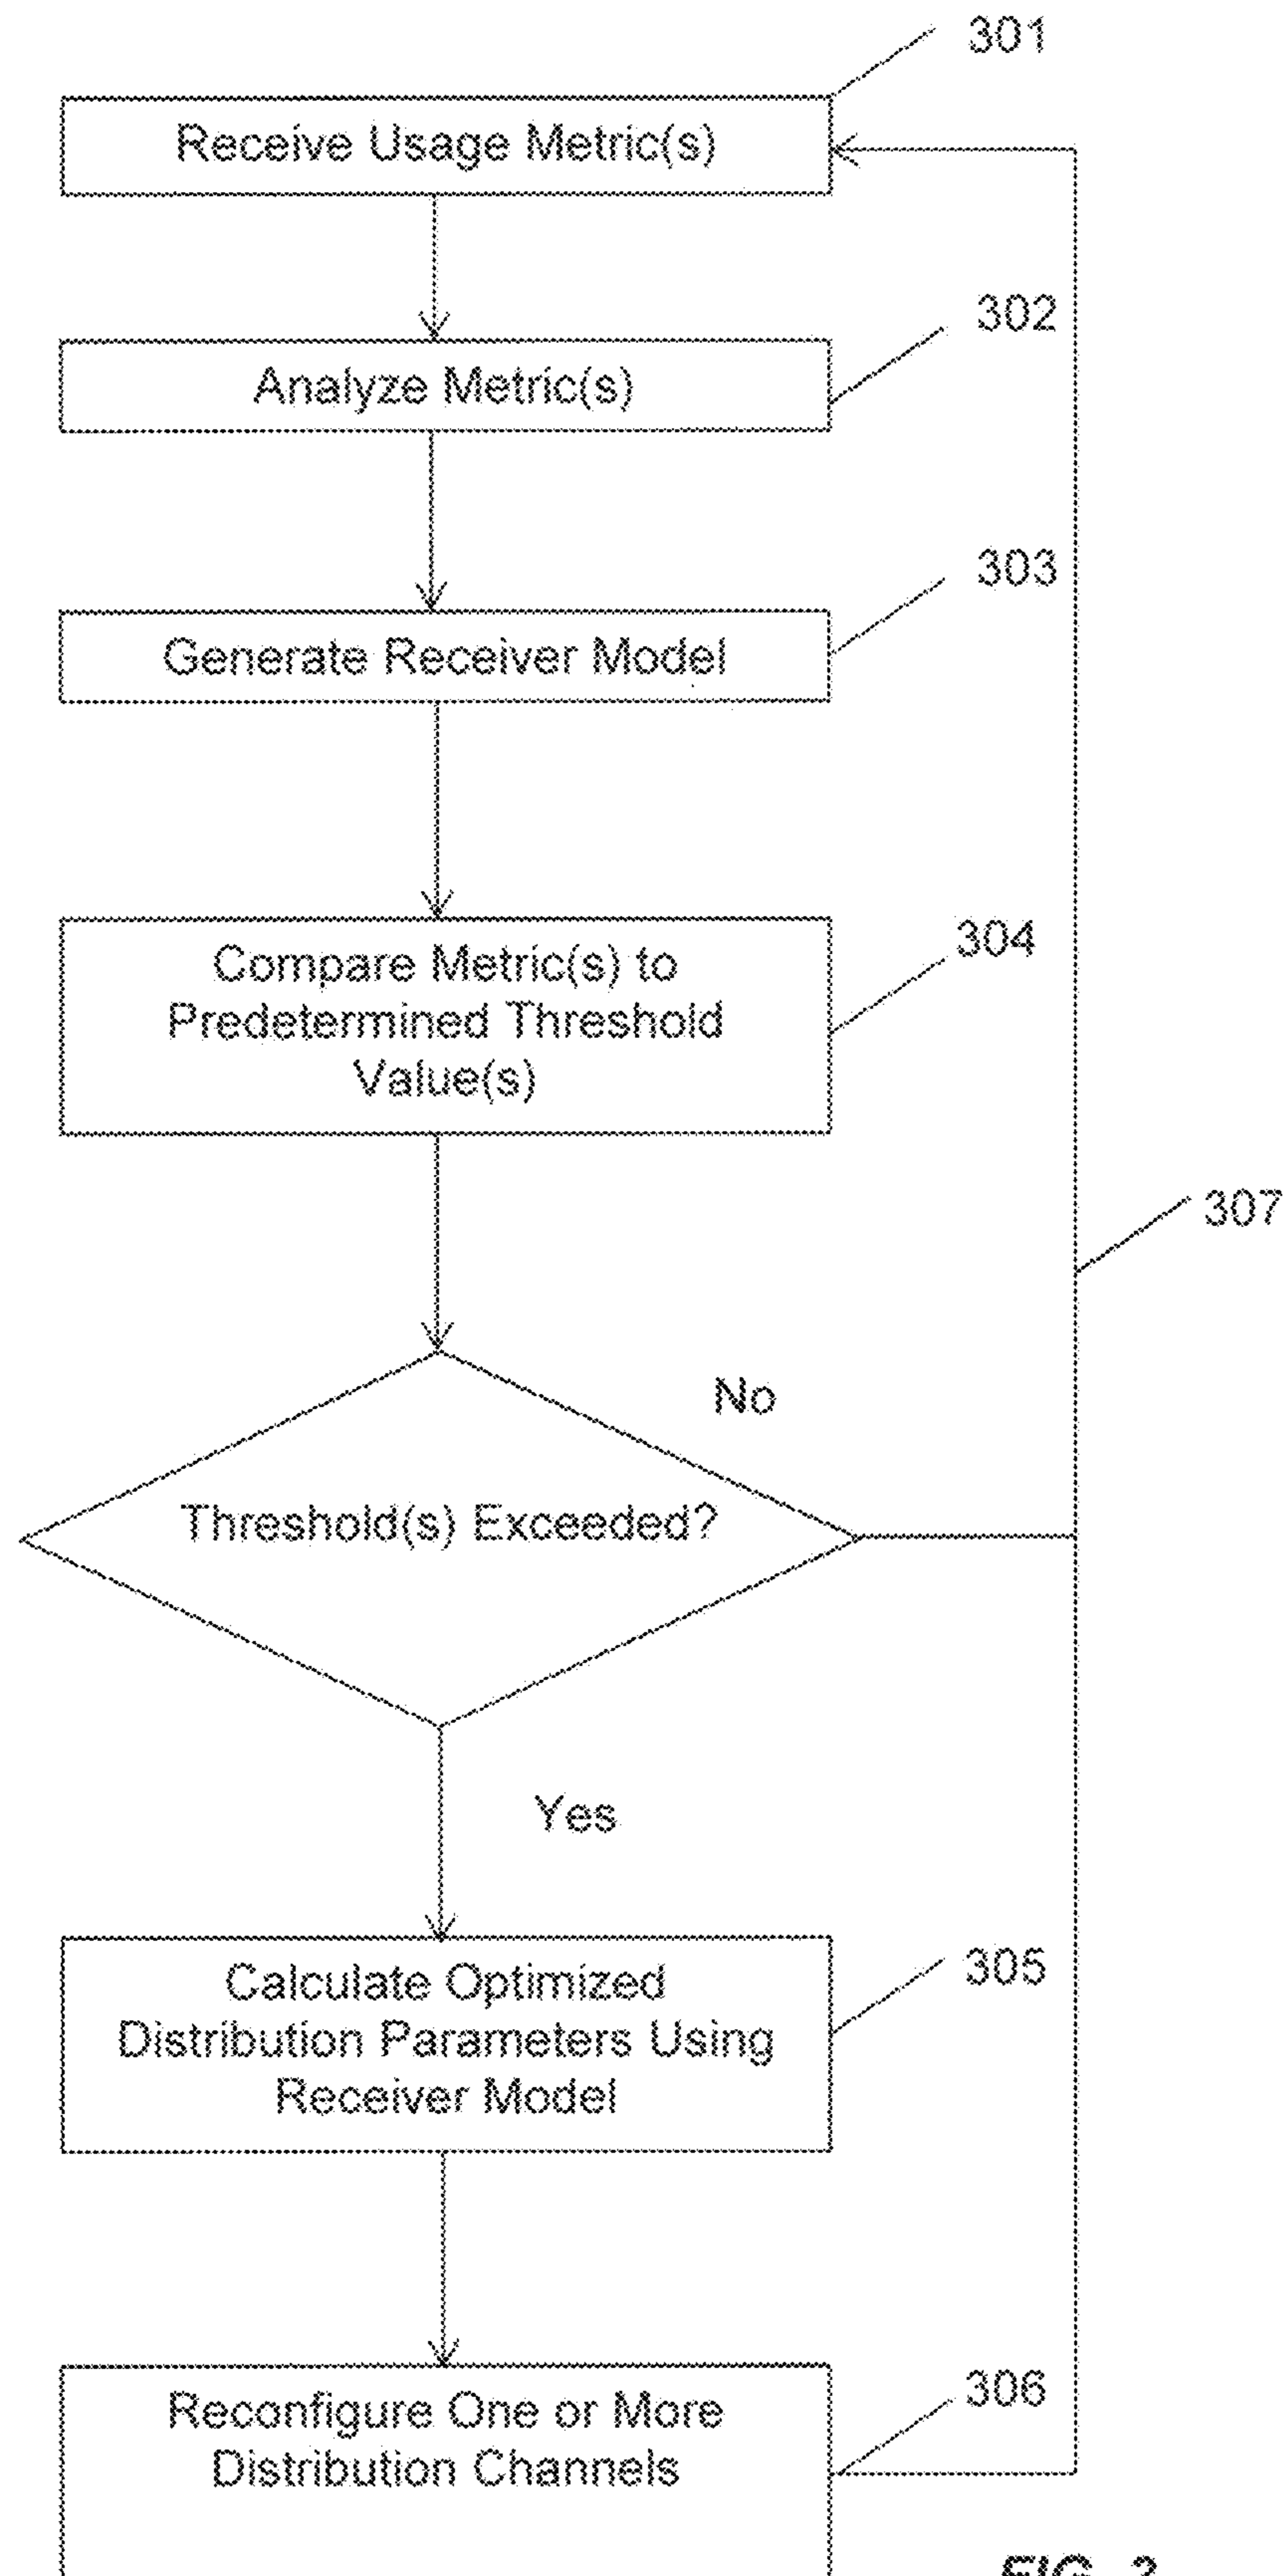 301
Receive Usage Metric(s)
302
Analyze Metric(s)
303
Generate Receiver Model
304
Compare Metric(s) to
Predetermined Threshold
Value(s)
307
No
Threshold(s) Exceeded?
Yes
305
Calculate Optimized
Distribution Parameters Using
Receiver Model
306
Reconfigure One or More
Distribution Channels
FIG. 3